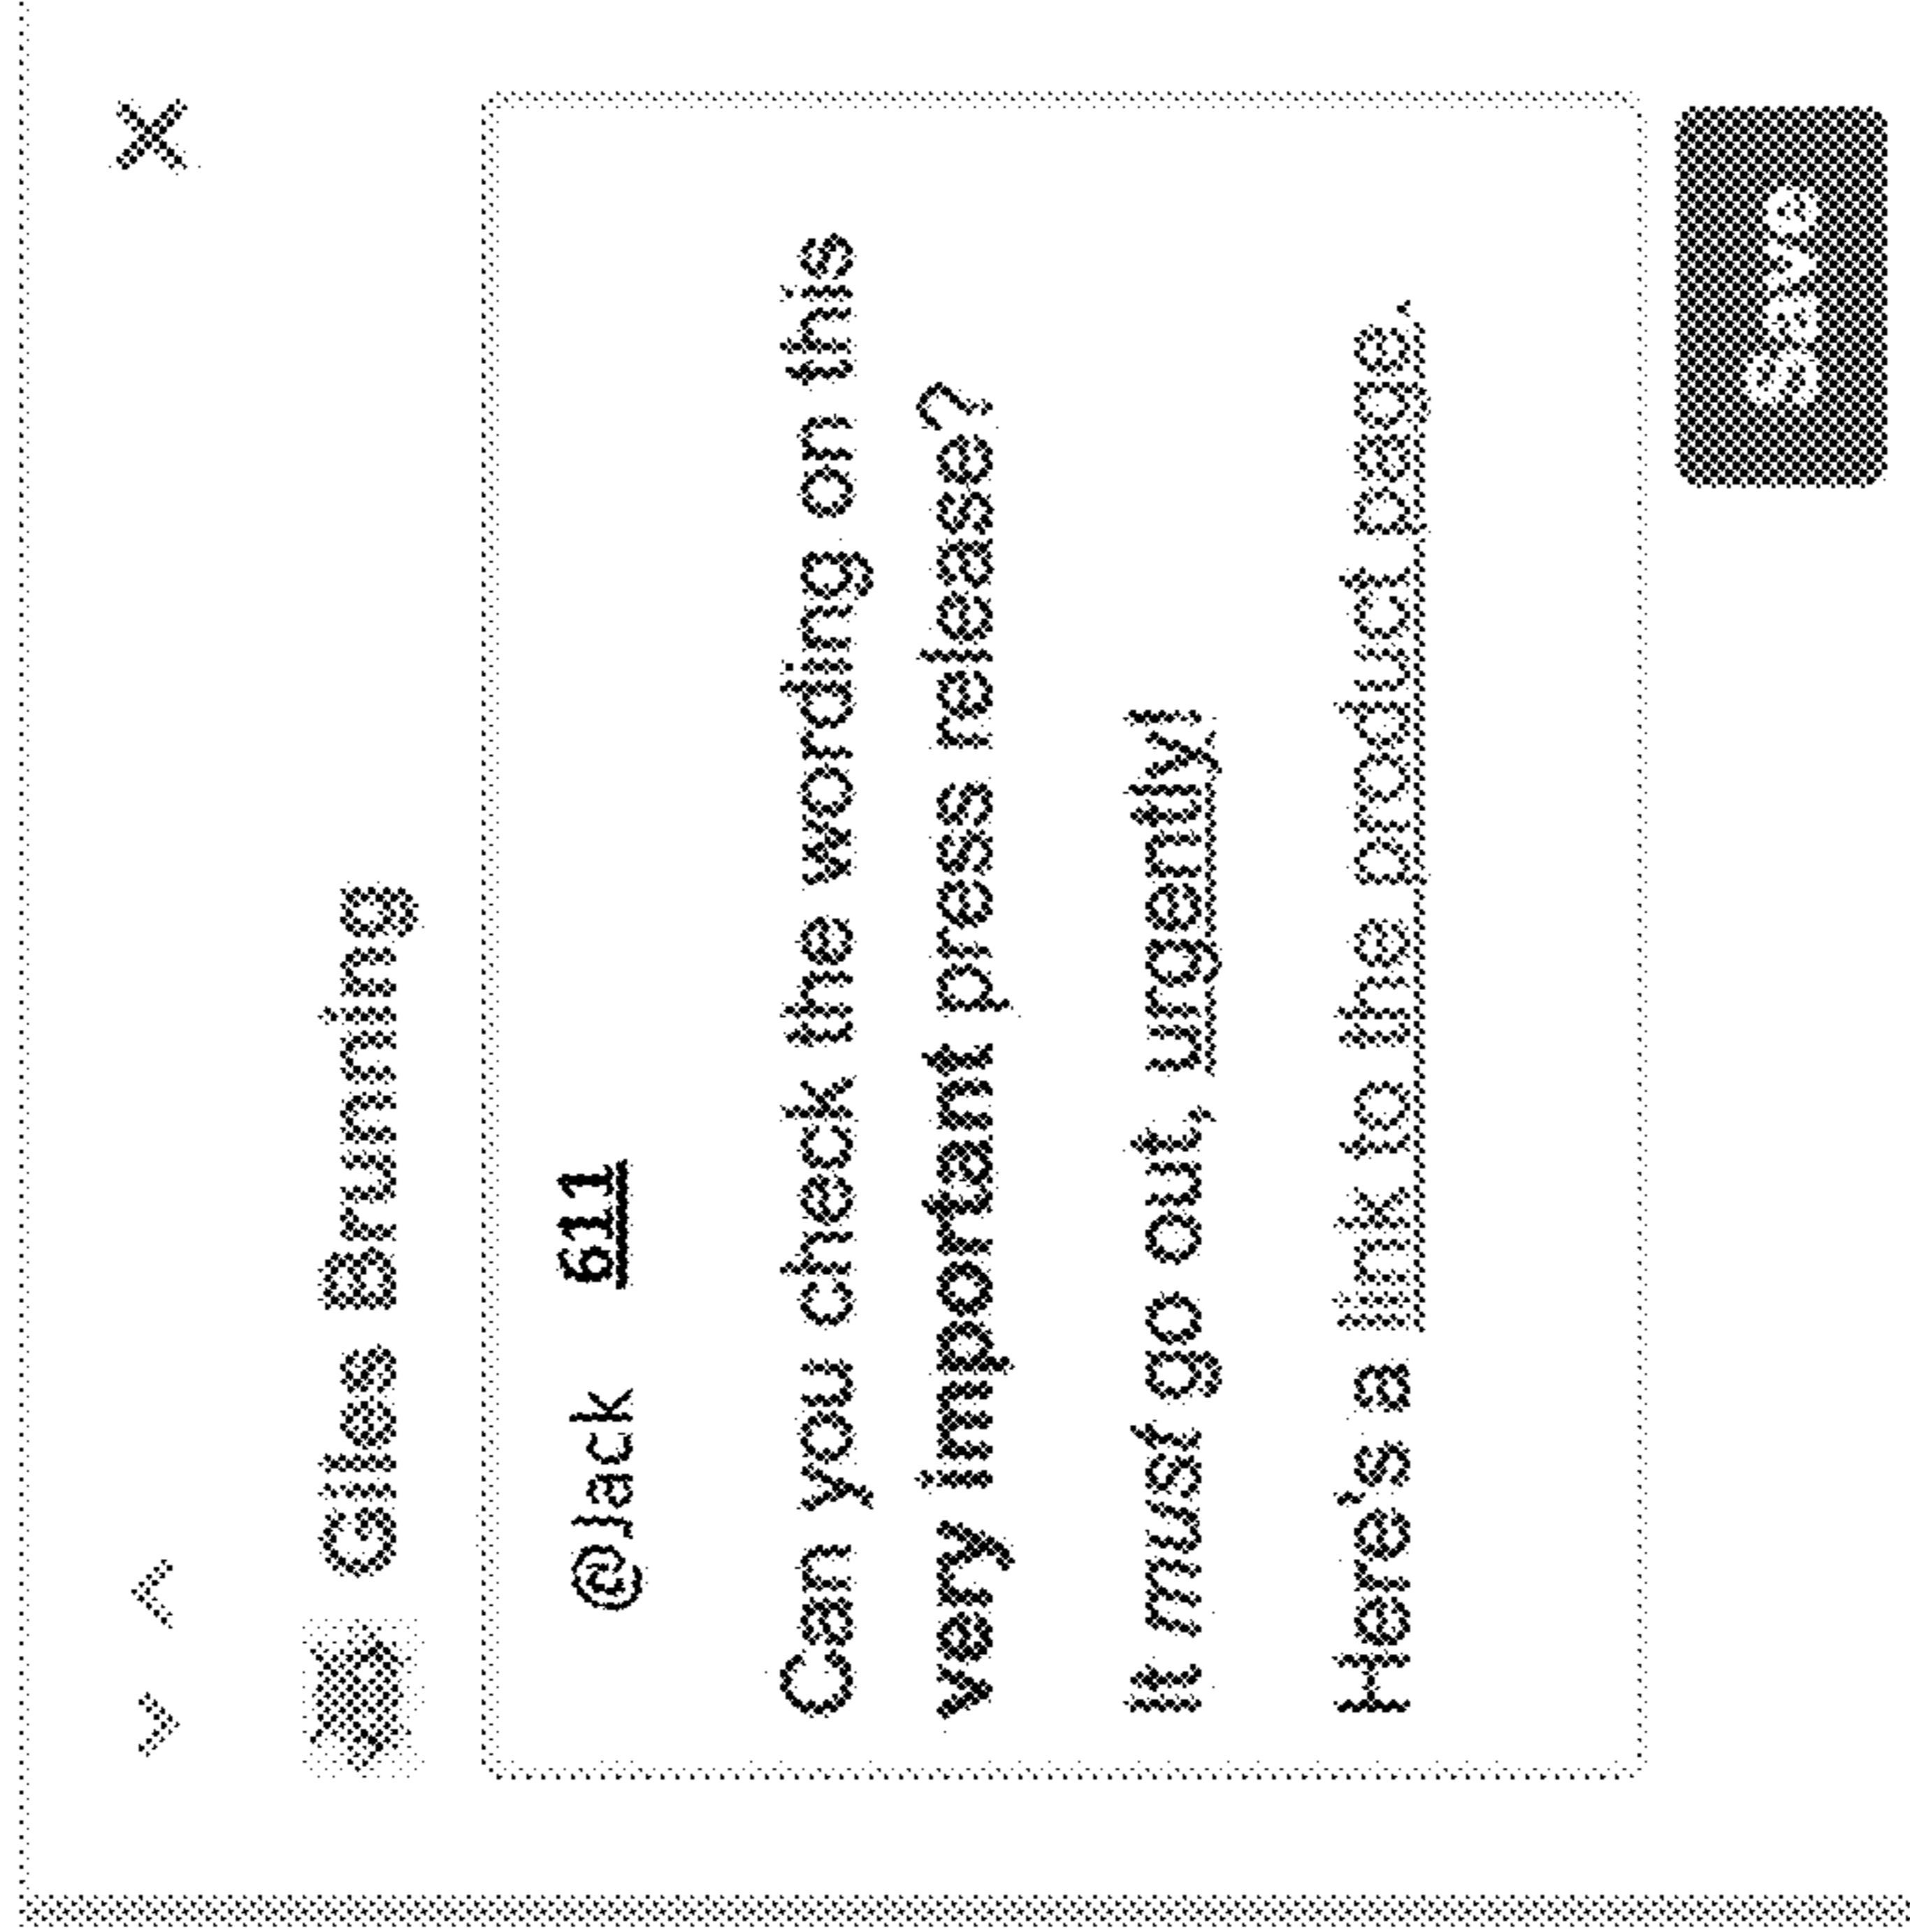 Giles Brunning
@Jack 611
Can you check the wording on this
very important press release?
It must go out, urgently!
Here's a link to the product page.
Save